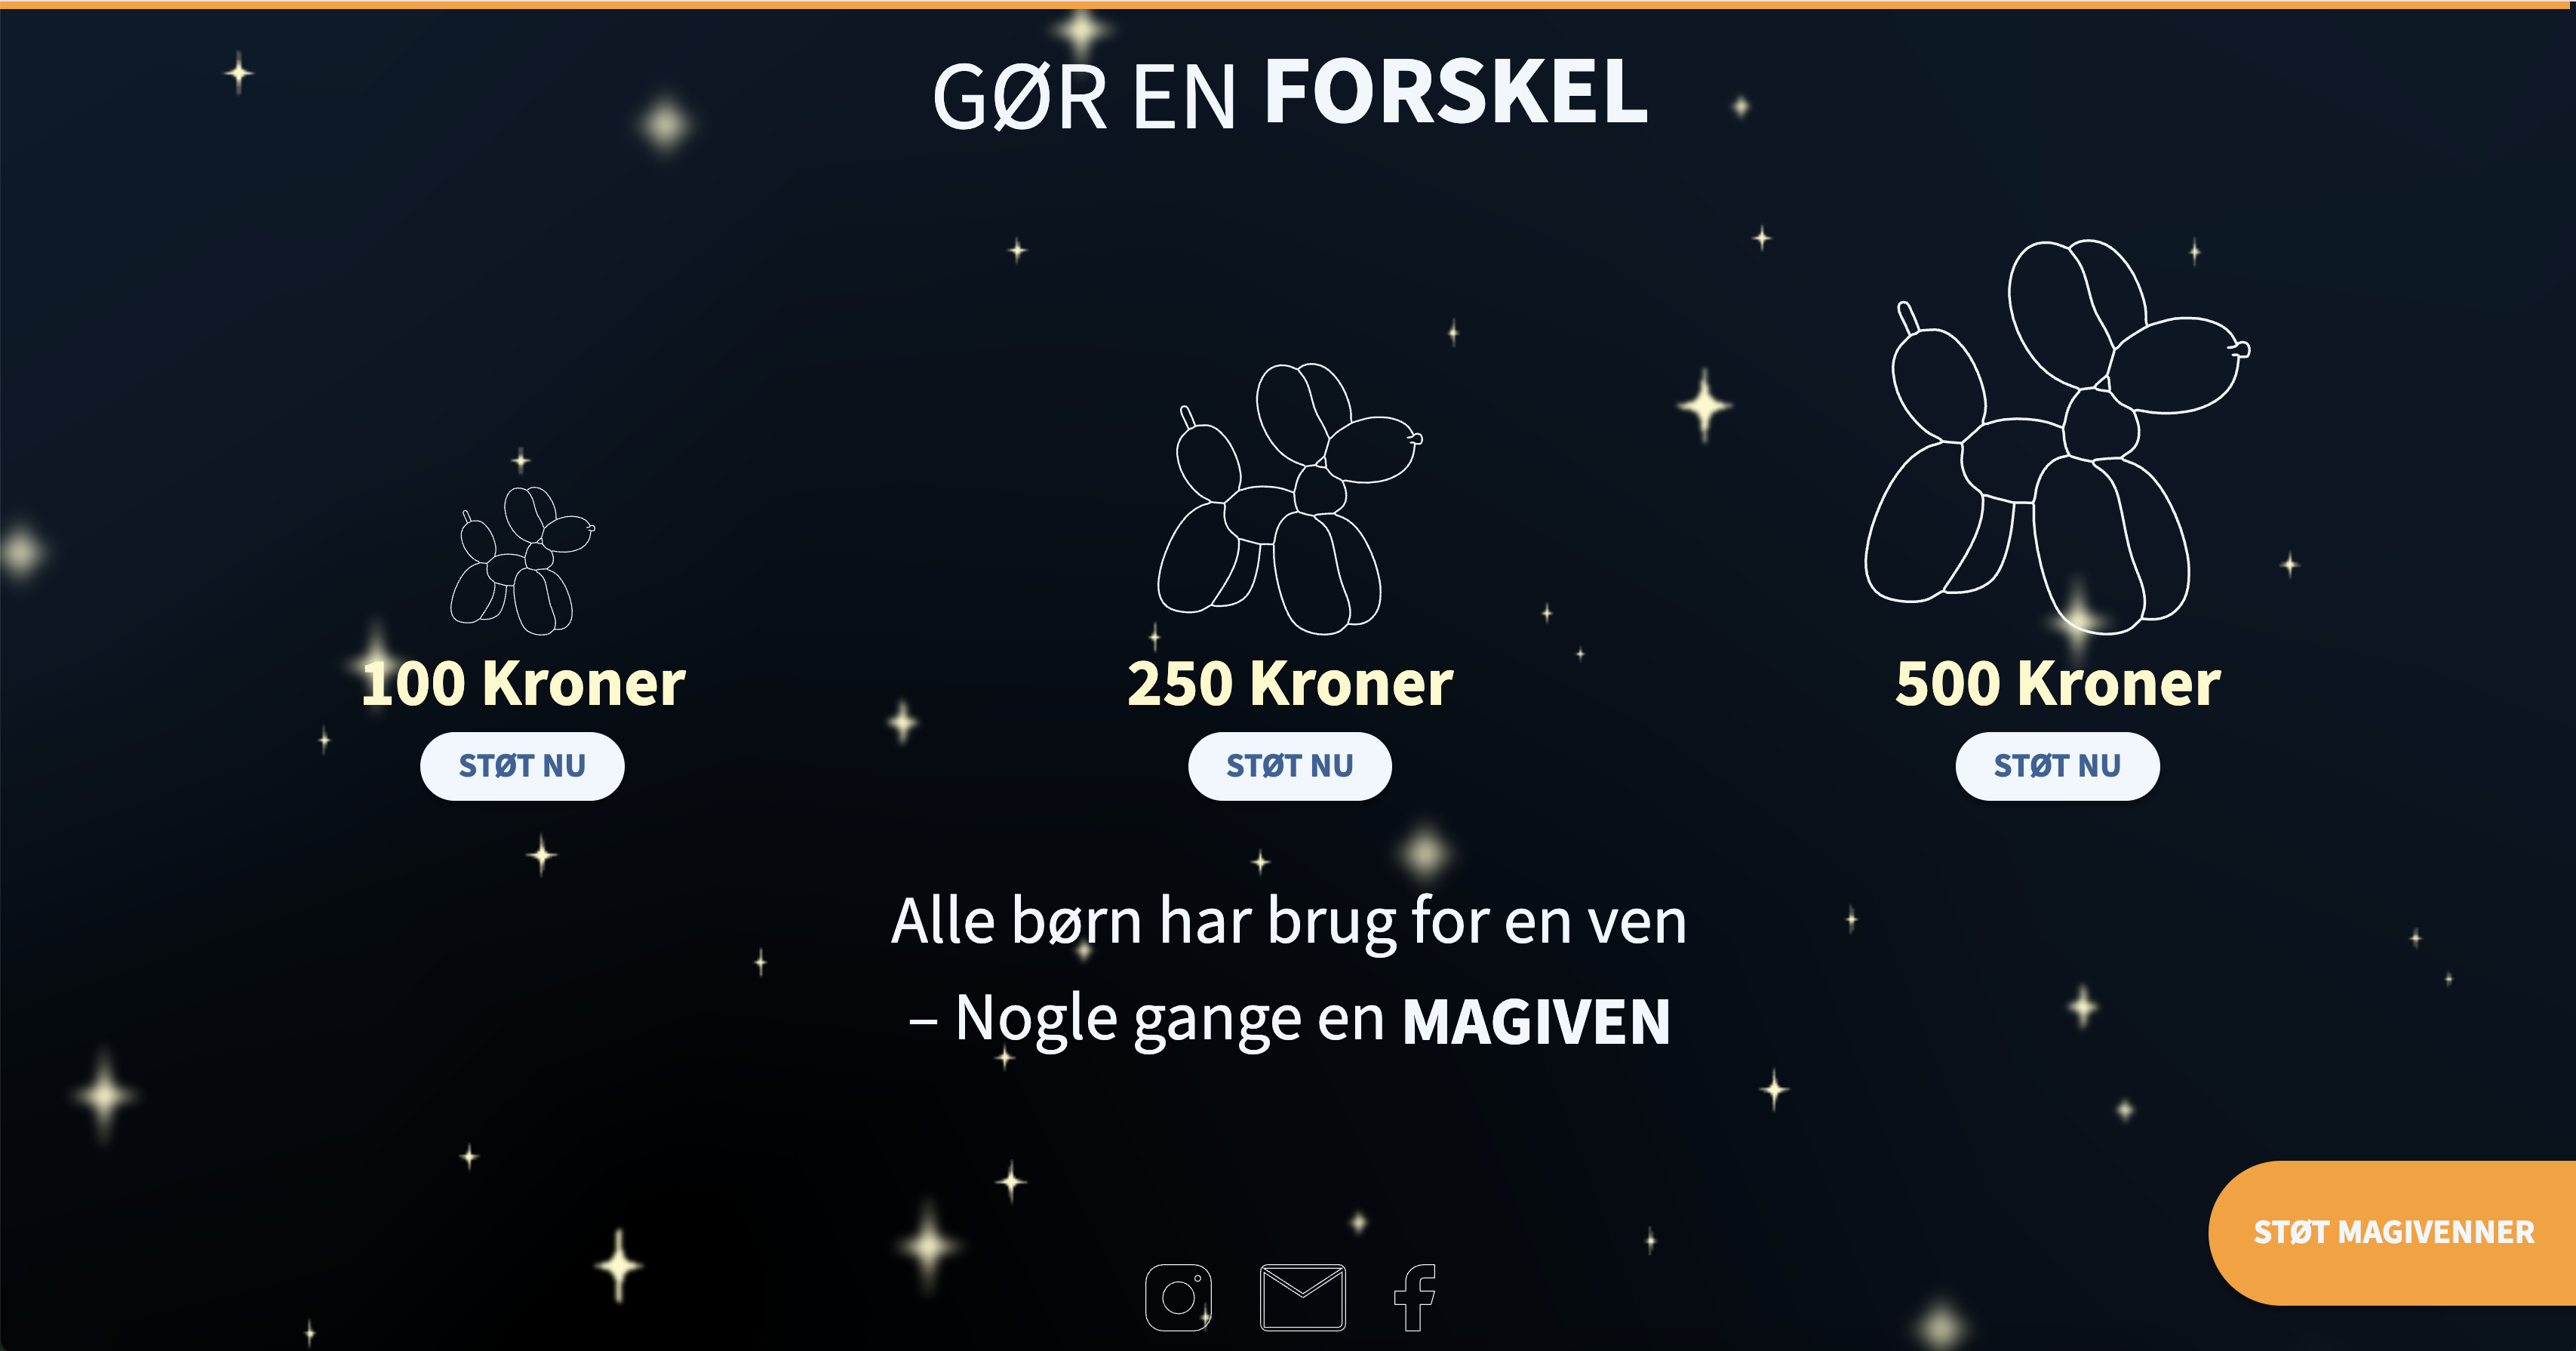 GØR EN FORSKEL
100 Kroner
250 Kroner
500 Kroner
STØT NU
STØT NU
STØT NU
Alle børn har brug for en ven
– Nogle gange en MAGIVEN
STØT MAGIVENNER